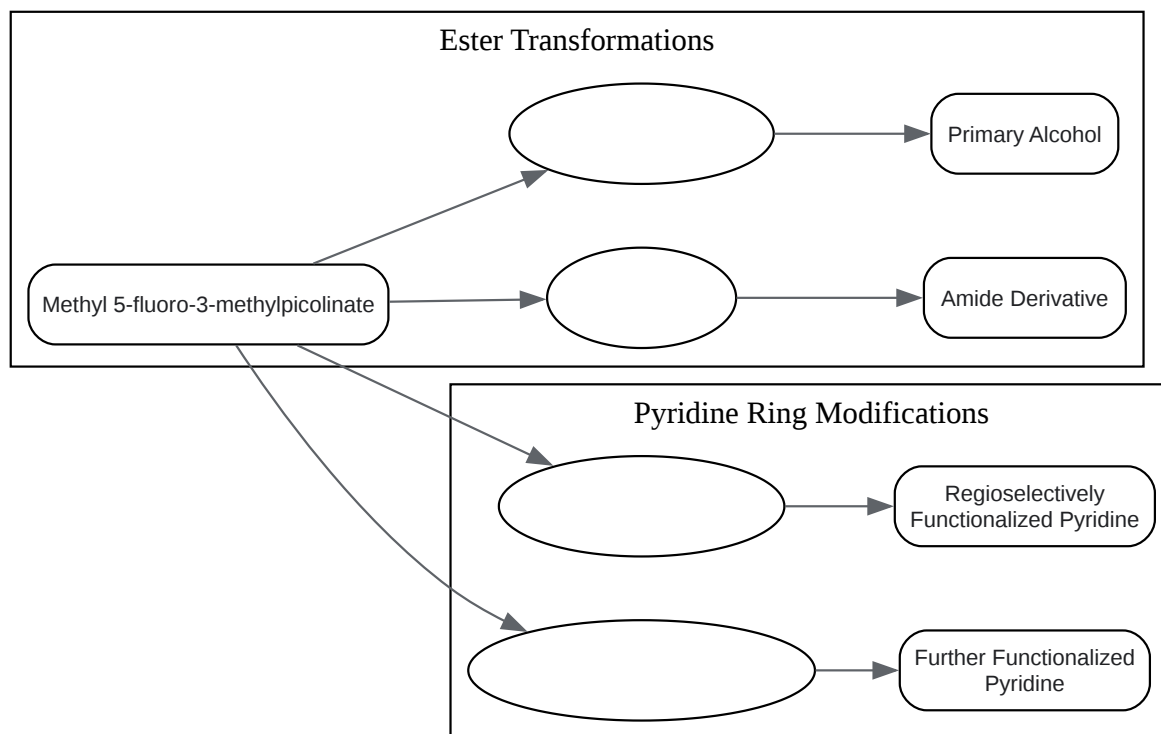 Ester Transformations
Primary Alcohol
Methyl 5-fluoro-3-methylpicolinate
Amide Derivative
Pyridine Ring Modifications
Regioselectively
Functionalized Pyridine
Further Functionalized
Pyridine